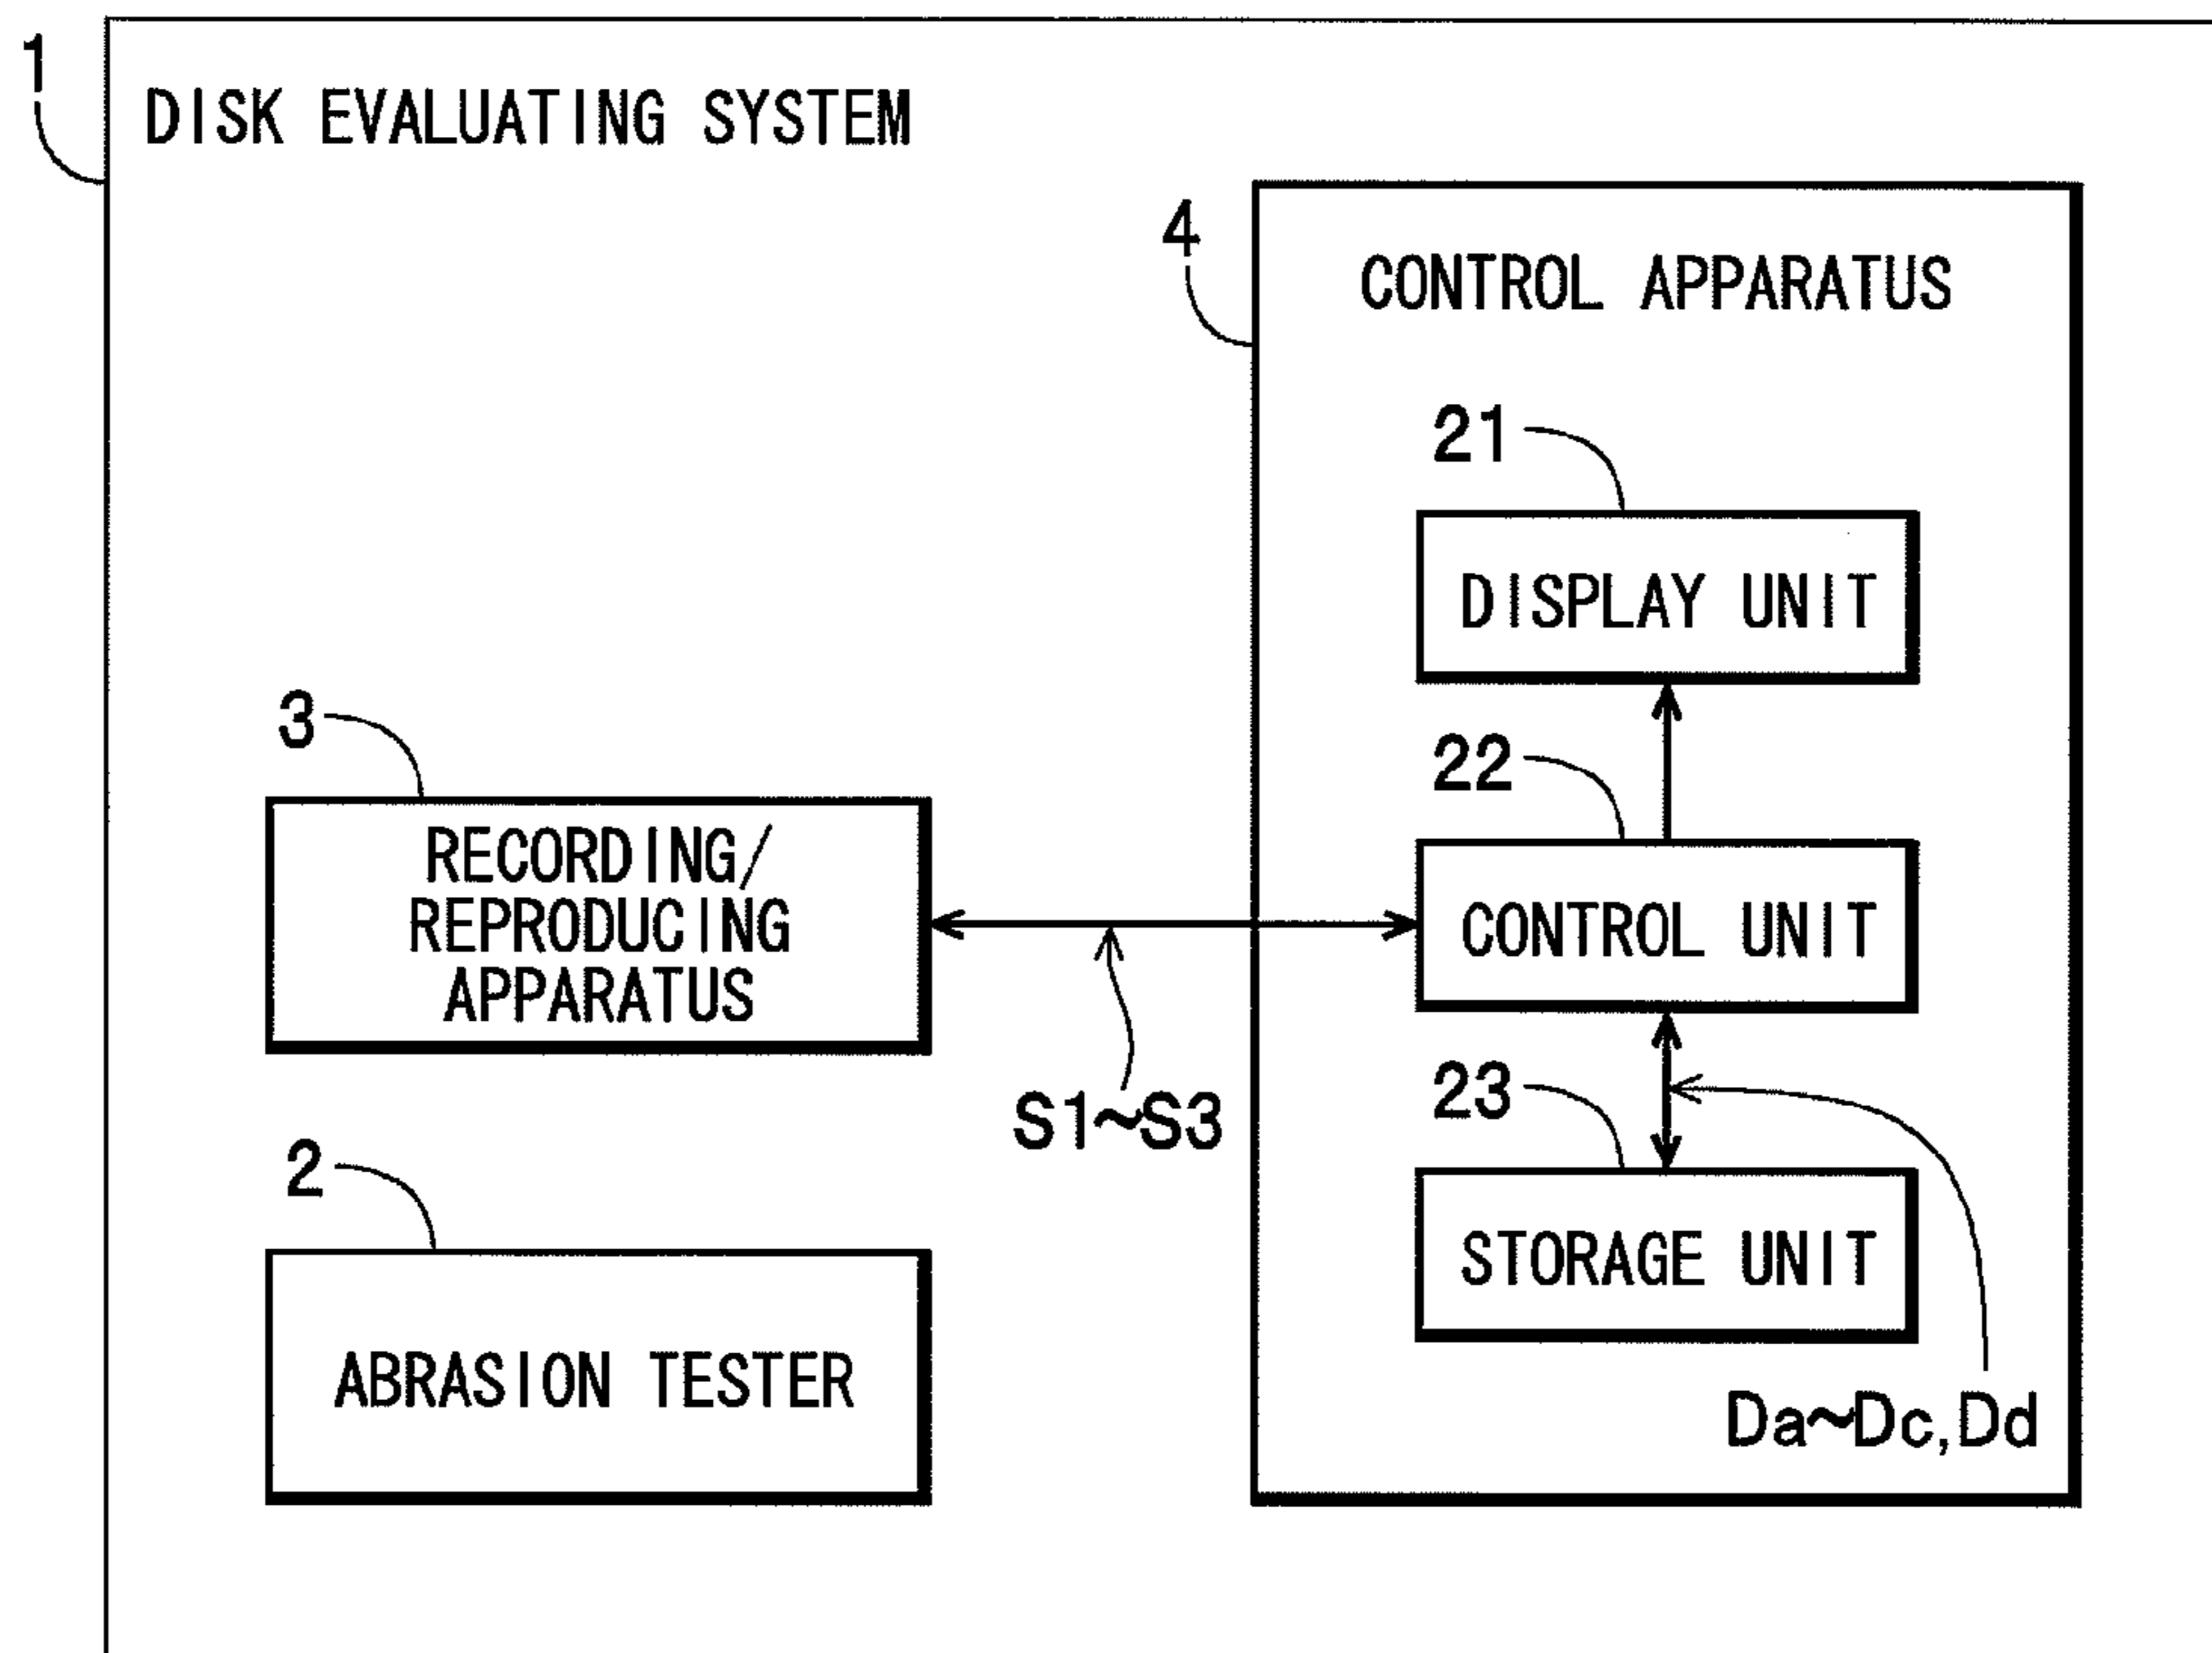 1
DISK EVALUATING SYSTEM
4
CONTROL APPARATUS
21
DISPLAY UNIT
3
22
RECORDING/
REPRODUCING
APPARATUS
CONTROL UNIT
S1~S3
23
2
STORAGE UNIT
ABRASION TESTER
Da~Dc,Dd